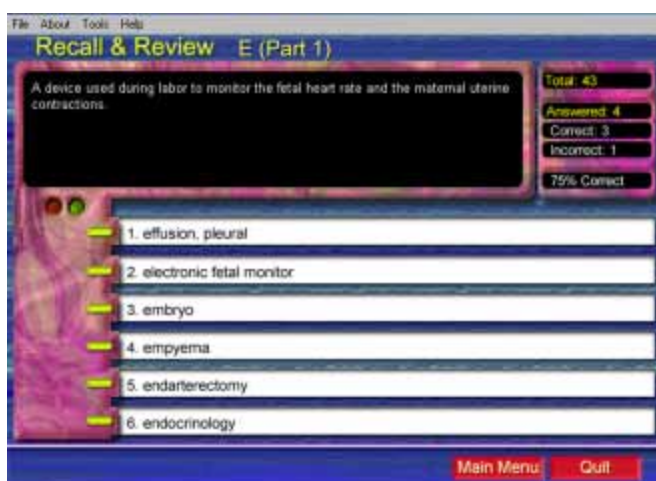 File About Tools Help
Recall & Review E (Part 1)
A device used during labor to monitor the fetal heart rate and the maternal uterine
contractions.
Total: 43
Answered: 4
Correct: 3
Incorrect: 1
75% Correct
1. effusion, pleural
2. electronic fetal monitor
3. embryo
4. empyema
5. endarterectomy
6. endocrinology
Main Menu Quit